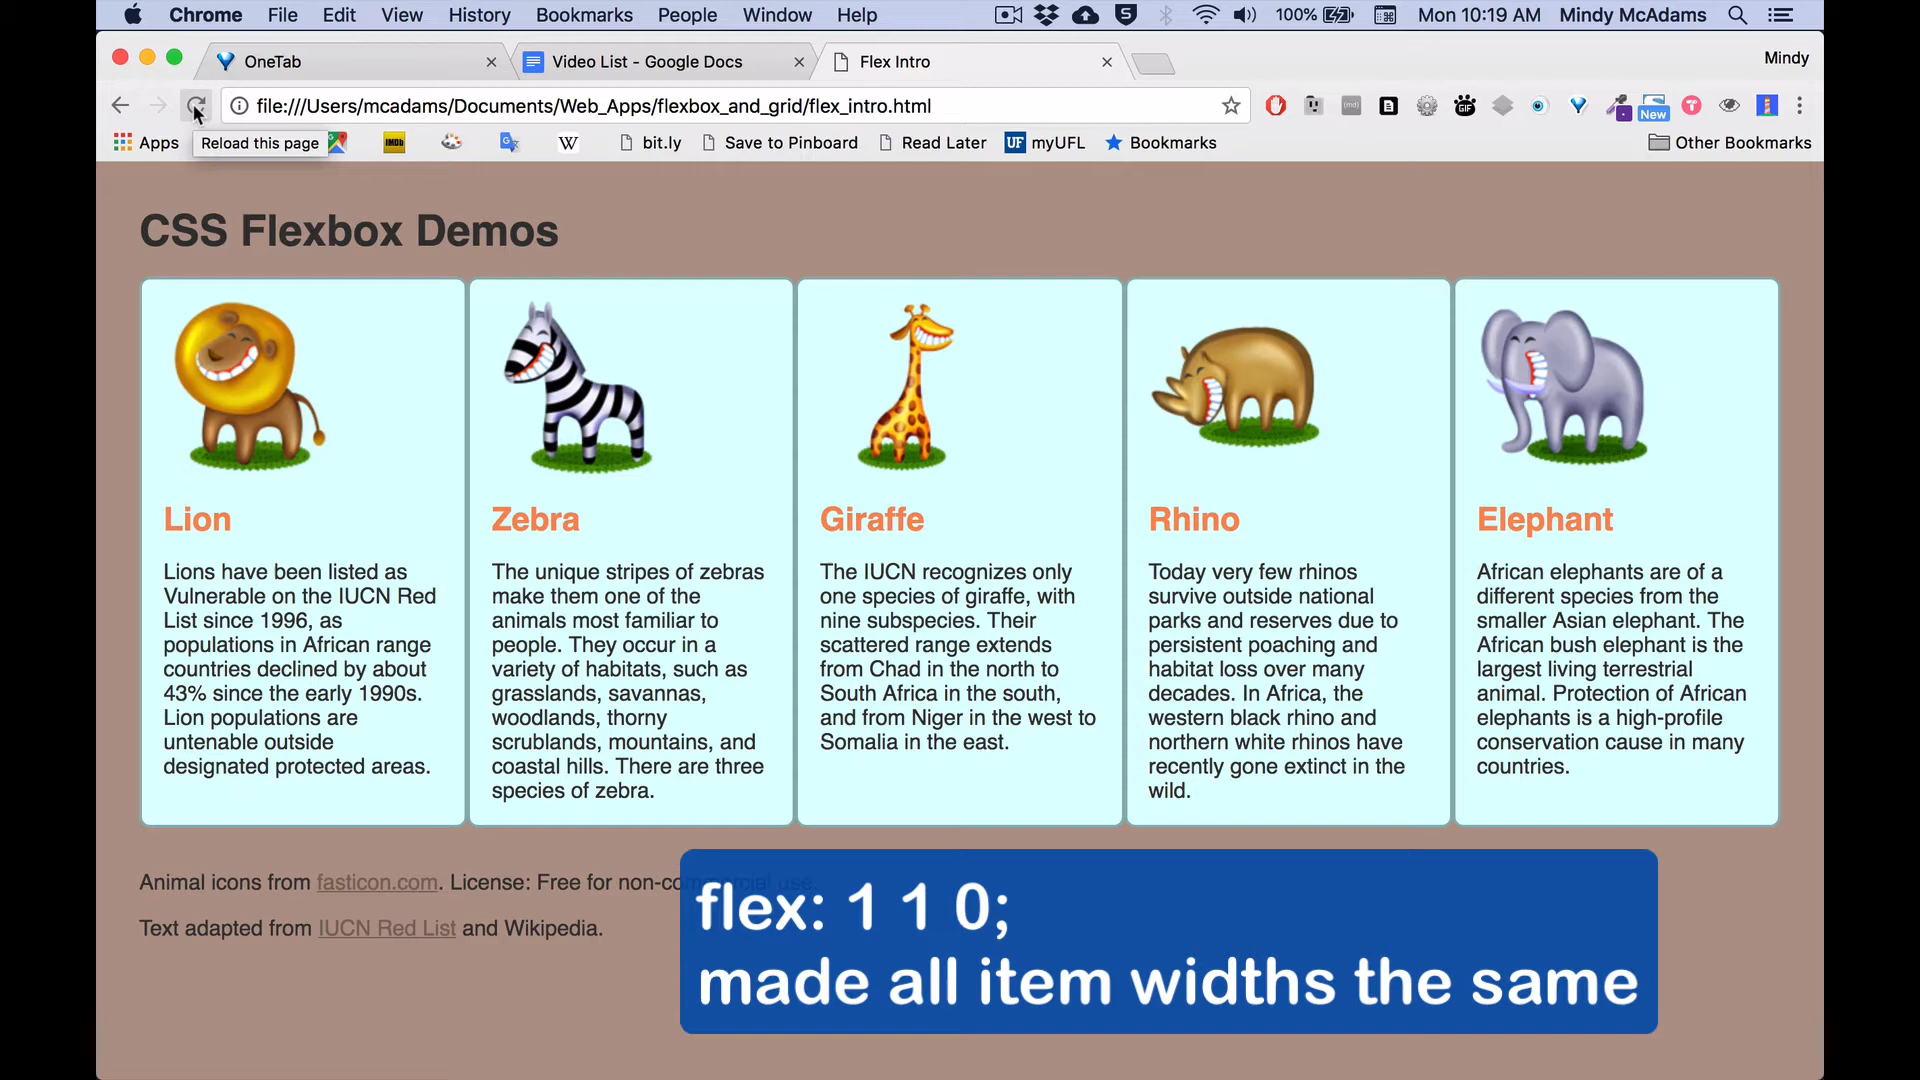 Chrome File Edit View History Bookmarks People Window Help 100% Mon 10:19 AM Mindy McAdams
OneTab Video List - Google Docs Flex Intro Mindy
file:///Users/mcadams/Documents/Web_Apps/flexbox_and_grid/flex_intro.html
GIF
New
Apps IMDb W bit.ly Save to Pinboard Read Later UF myUFL Bookmarks Other Bookmarks
Reload this page
CSS Flexbox Demos
Lion
Lions have been listed as
Vulnerable on the IUCN Red
List since 1996, as
populations in African range
countries declined by about
43% since the early 1990s.
Lion populations are
untenable outside
designated protected areas.
Zebra
The unique stripes of zebras
make them one of the
animals most familiar to
people. They occur in a
variety of habitats, such as
grasslands, savannas,
woodlands, thorny
scrublands, mountains, and
coastal hills. There are three
species of zebra.
Giraffe
The IUCN recognizes only
one species of giraffe, with
nine subspecies. Their
scattered range extends
from Chad in the north to
South Africa in the south,
and from Niger in the west to
Somalia in the east.
Rhino
Today very few rhinos
survive outside national
parks and reserves due to
persistent poaching and
habitat loss over many
decades. In Africa, the
western black rhino and
northern white rhinos have
recently gone extinct in the
wild.
Elephant
African elephants are of a
different species from the
smaller Asian elephant. The
African bush elephant is the
largest living terrestrial
animal. Protection of African
elephants is a high-profile
conservation cause in many
countries.
Animal icons from fasticon.com. License: Free for non-commercial use.
Text adapted from IUCN Red List and Wikipedia.
flex: 1 1 0;
made all item widths the same